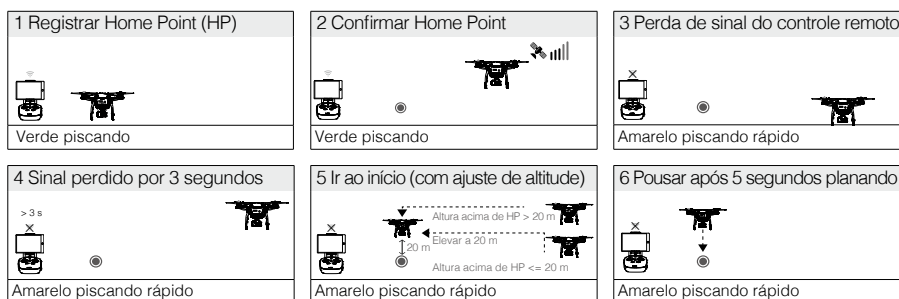 1 Registrar Home Point (HP)
2 Confirmar Home Point
3 Perda de sinal do controle remoto
Verde piscando
Verde piscando
Amarelo piscando rápido
4 Sinal perdido por 3 segundos
5 Ir ao início (com ajuste de altitude)
6 Pousar após 5 segundos planando
> 3 s
Altura acima de HP > 20 m
Elevar a 20 m
20 m
Altura acima de HP <= 20 m
Amarelo piscando rápido
Amarelo piscando rápido
Amarelo piscando rápido